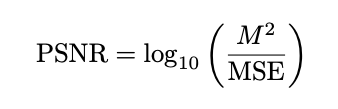 PSNR = log₁₀ ( M² / MSE )